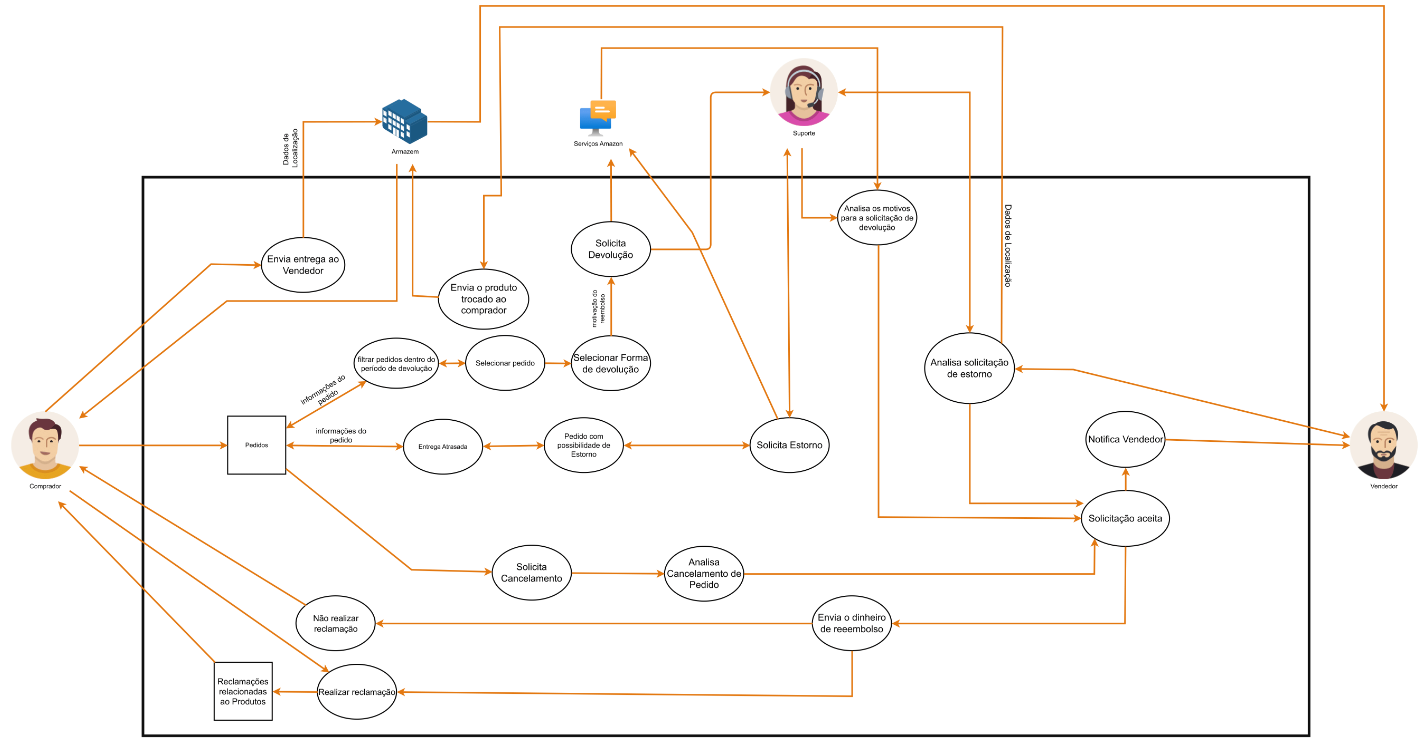 Dados de
Localização
Armazem
Serviços Amazon
Suporte
Analisa os motivos
para a solicitação de
devolução
Dados de Localização
Envia entrega ao
Vendedor
Solicita
Devolução
Envia o produto
trocado ao
comprador
motivação do
reembolso
filtrar pedidos dentro do
período de devolução
Selecionar pedido
Selecionar Forma
de devolução
Analisa solicitação
de estorno
informações do
pedido
Pedidos
informações do
pedido
Entrega Atrasada
Pedido com
possibilidade de
Estorno
Solicita Estorno
Notifica Vendedor
Comprador
Vendedor
Solicitação aceita
Solicita
Cancelamento
Analisa
Cancelamento de
Pedido
Não realizar
reclamação
Envia o dinheiro
de reeembolso
Reclamações
relacionadas
ao Produtos
Realizar reclamação